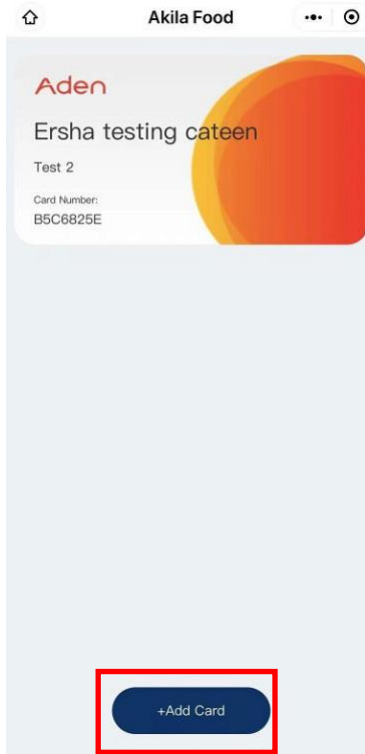 Akila Food
Aden
Ersha testing cateen
Test 2
Card Number:
B5C6825E
+Add Card